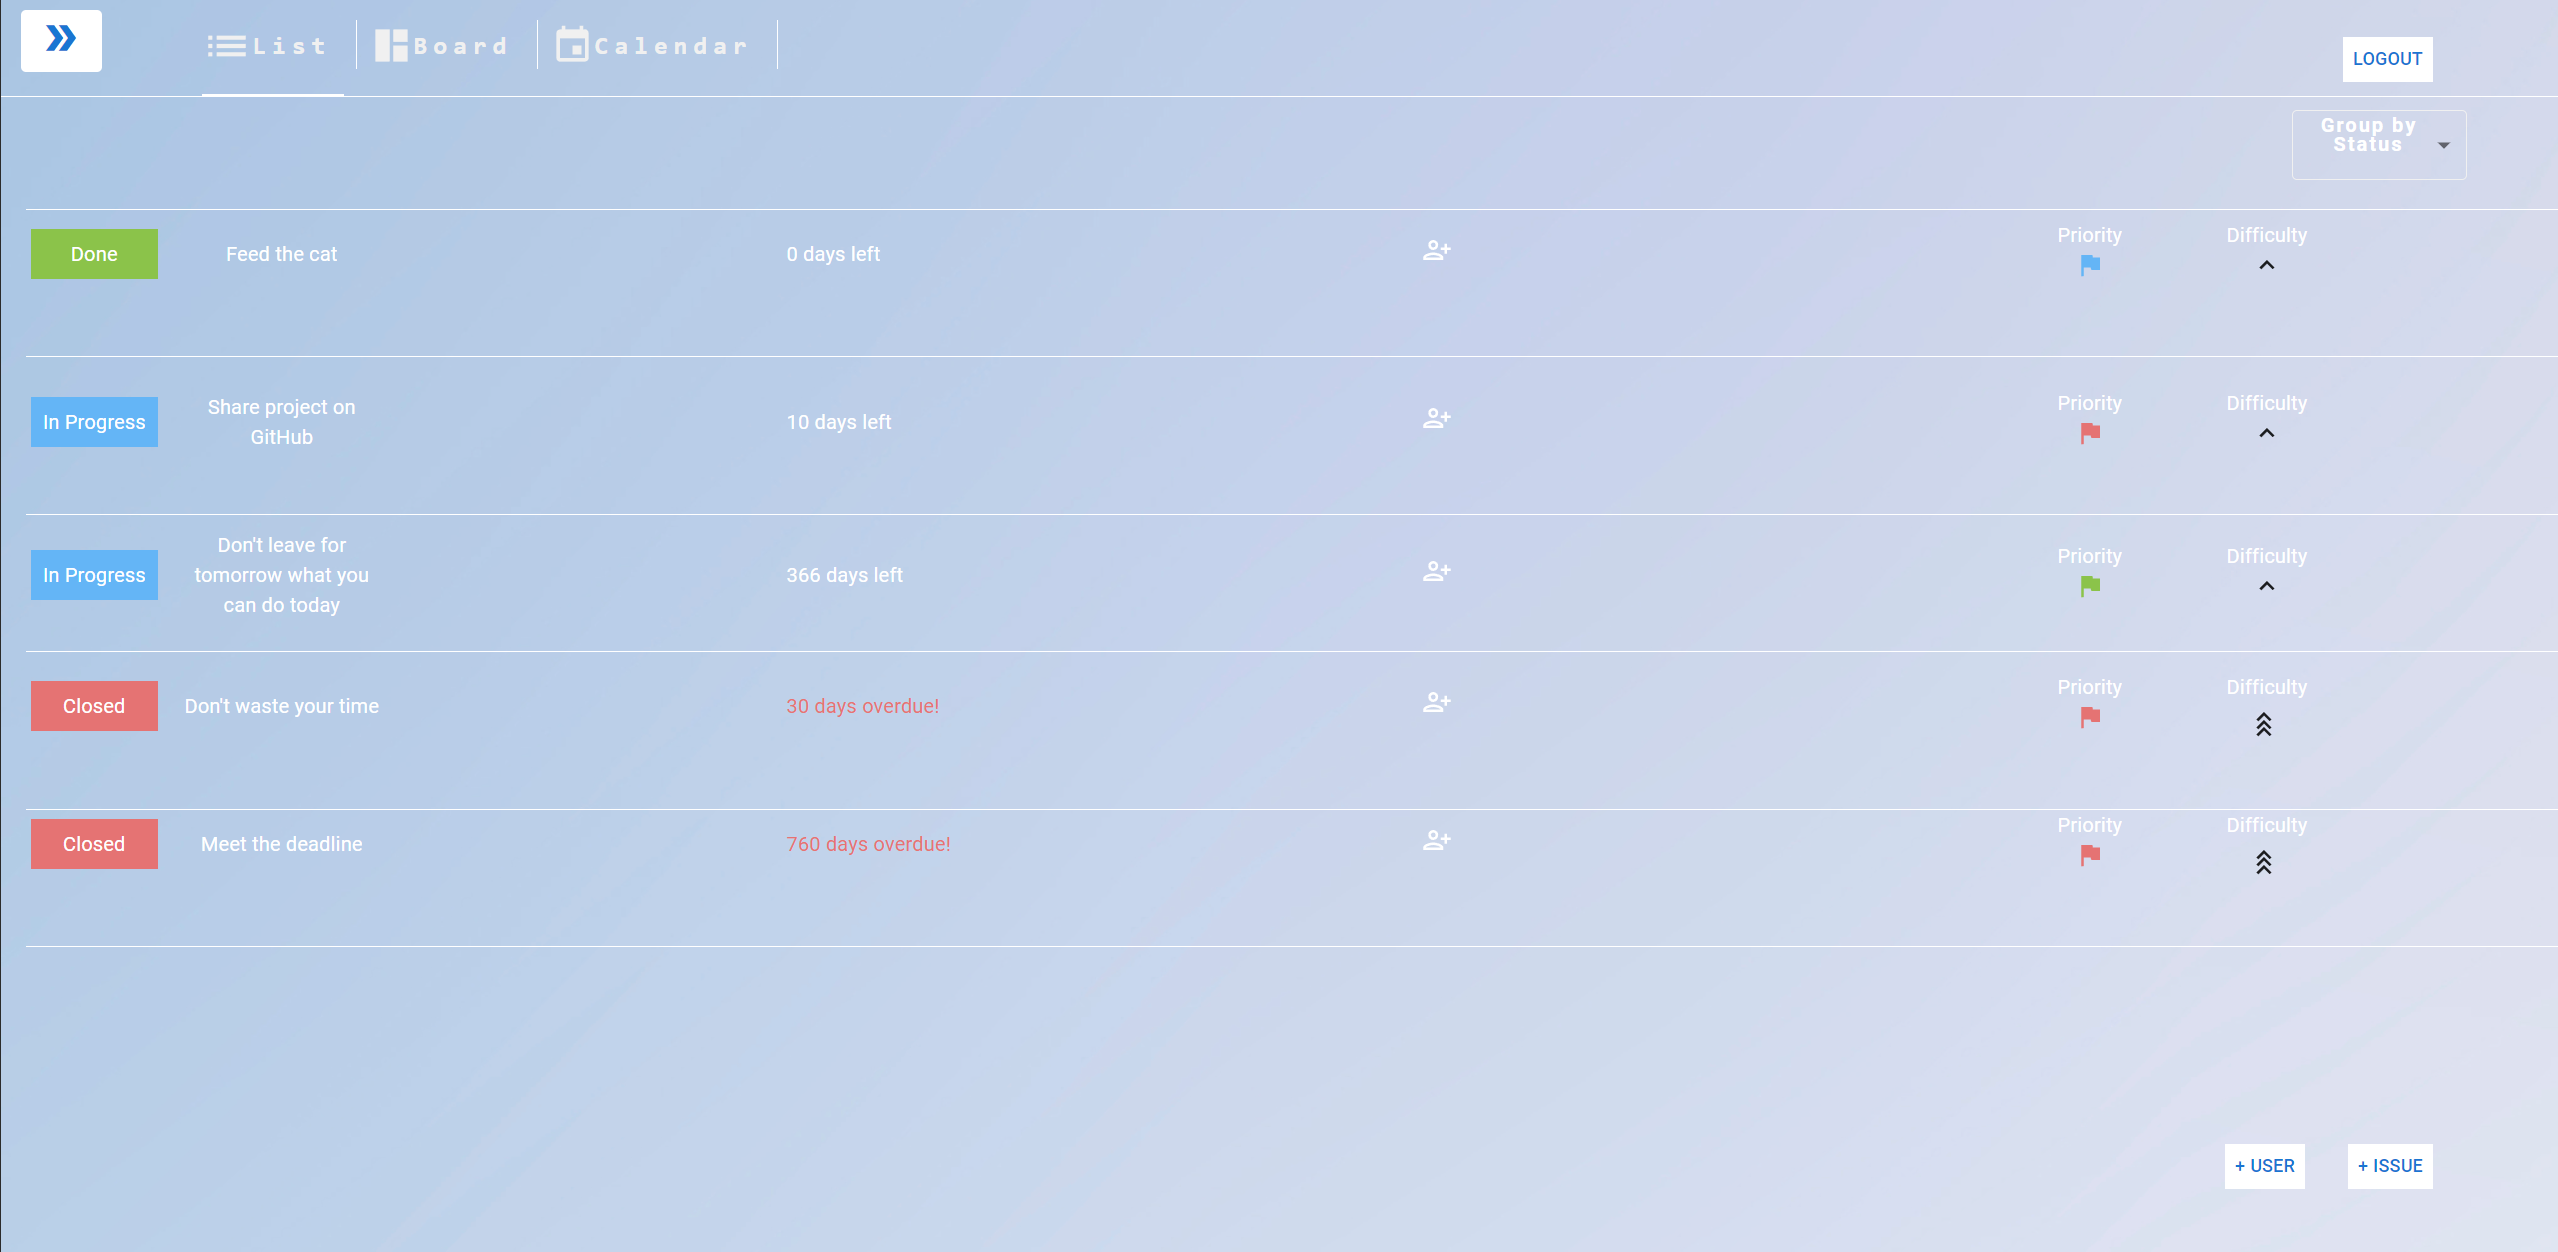 List
Board
Calendar
LOGOUT
Group by
Status
Done
Feed the cat
0 days left
Priority
Difficulty
In Progress
Share project on
GitHub
10 days left
Priority
Difficulty
In Progress
Don't leave for
tomorrow what you
can do today
366 days left
Priority
Difficulty
Closed
Don't waste your time
30 days overdue!
Priority
Difficulty
Closed
Meet the deadline
760 days overdue!
Priority
Difficulty
+ USER
+ ISSUE